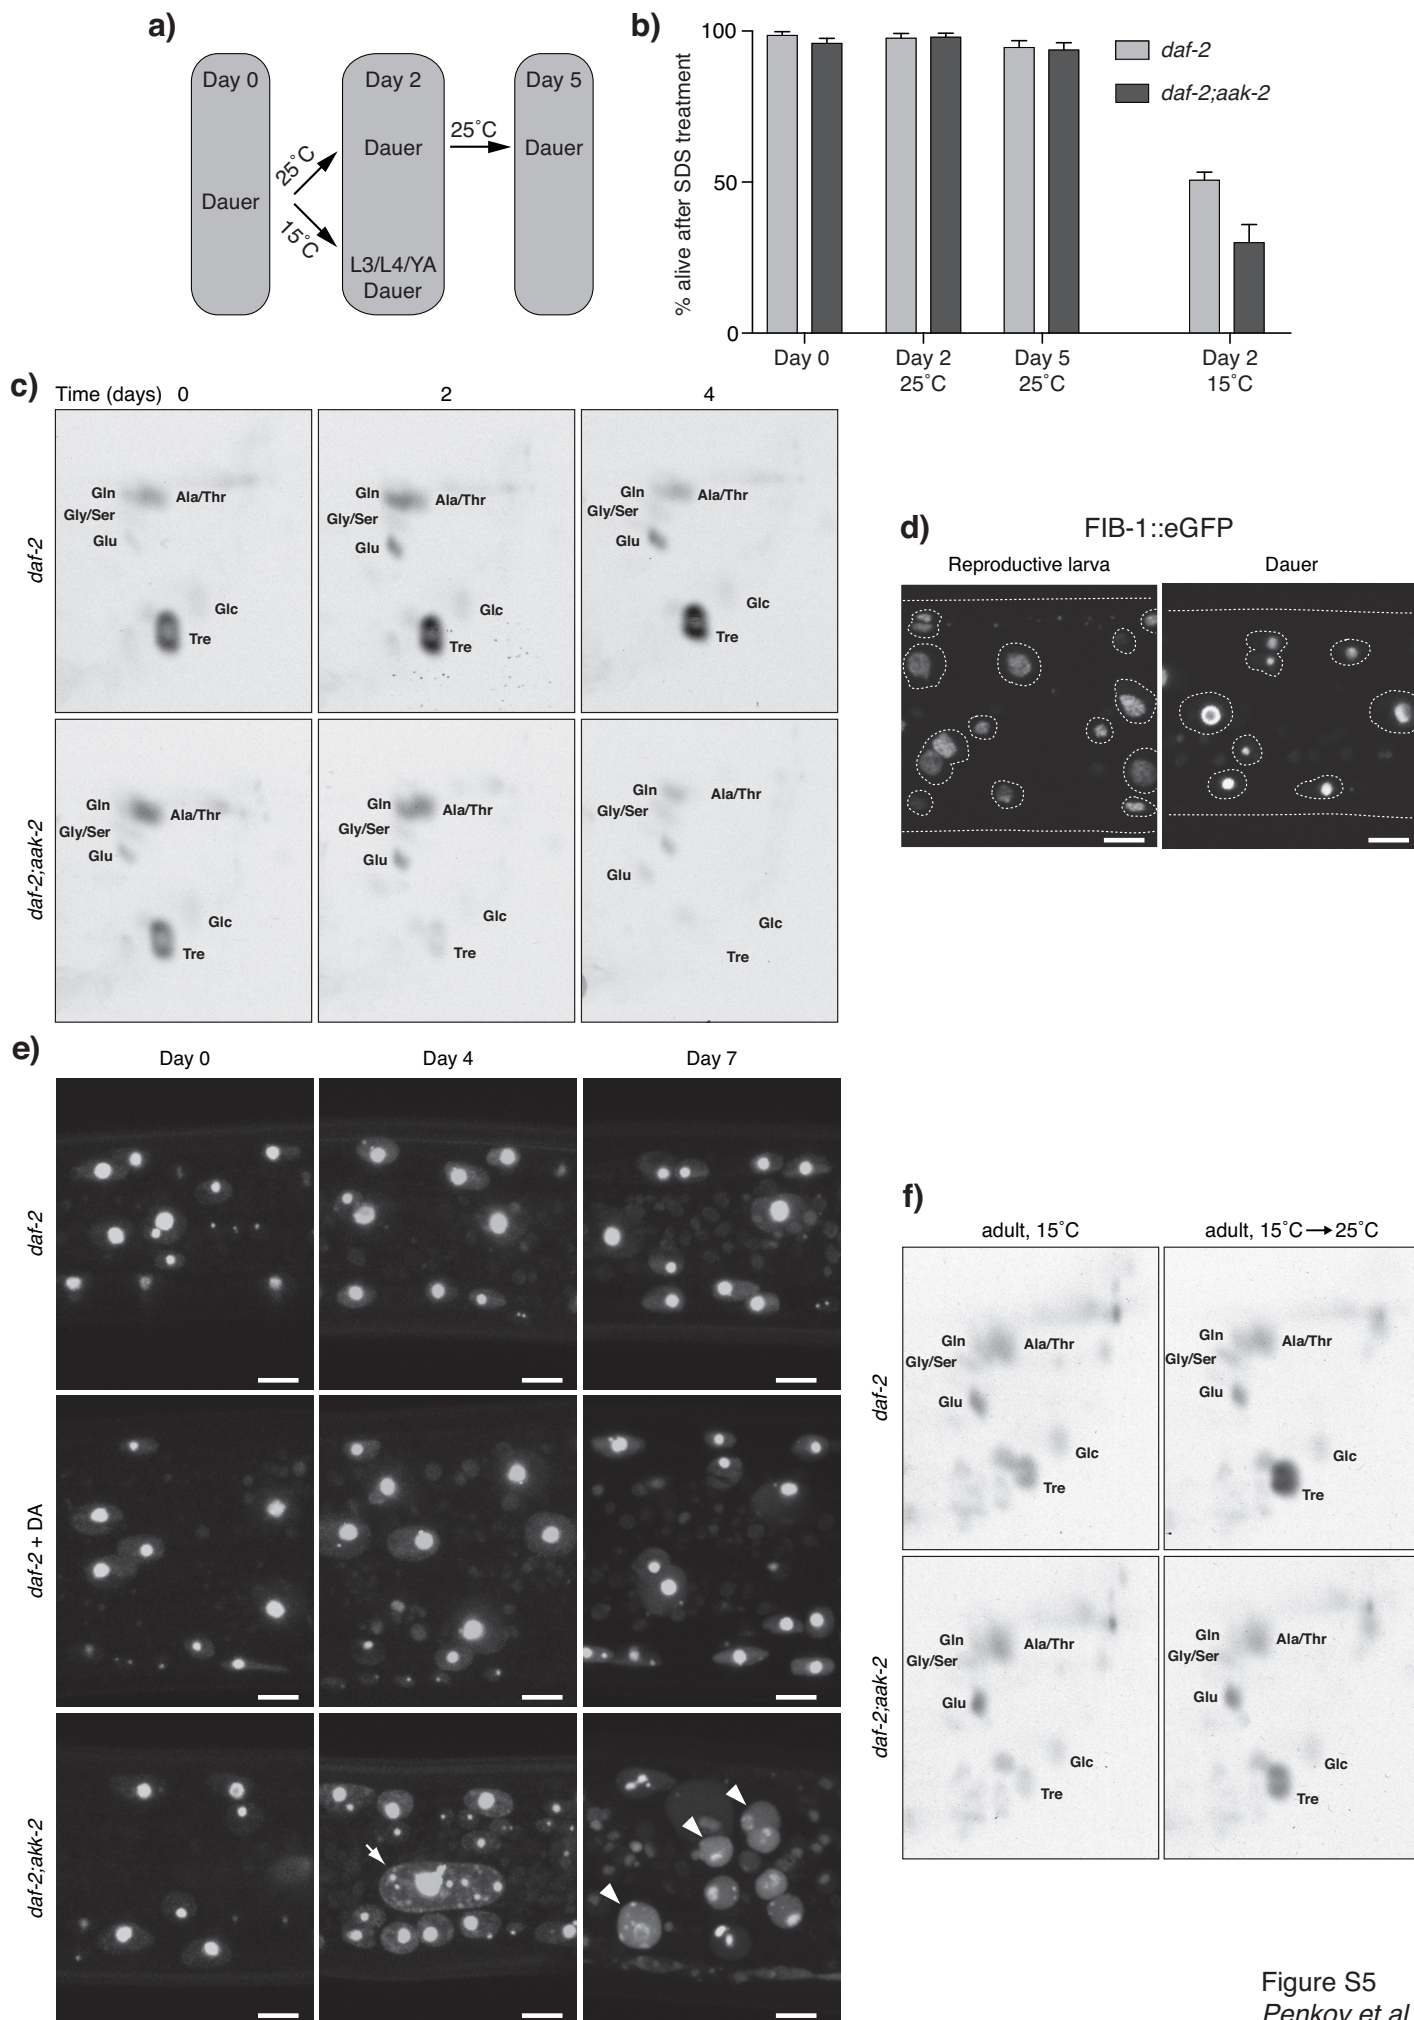 a)
Day 0
Day 2
Day 5
Dauer
25˚C
15˚C
Dauer
25˚C
Dauer
L3/L4/YA
Dauer
b)
% alive after SDS treatment
100
50
0
Day 0
Day 2
25˚C
Day 5
25˚C
Day 2
15˚C
daf-2
daf-2;aak-2
c)
Time (days) 0 2 4
daf-2
Gln
Ala/Thr
Gly/Ser
Glu
Glc
Tre
Gln
Ala/Thr
Gly/Ser
Glu
Glc
Tre
Gln
Ala/Thr
Gly/Ser
Glu
Glc
Tre
daf-2;aak-2
Gln
Ala/Thr
Gly/Ser
Glu
Glc
Tre
Gln
Ala/Thr
Gly/Ser
Glu
Glc
Tre
Gln
Ala/Thr
Gly/Ser
Glu
Glc
Tre
d)
FIB-1::eGFP
Reproductive larva
Dauer
e)
Day 0
Day 4
Day 7
daf-2
daf-2 + DA
daf-2;akk-2
f)
adult, 15˚C
adult, 15˚C → 25˚C
daf-2
Gln
Ala/Thr
Gly/Ser
Glu
Glc
Tre
Gln
Ala/Thr
Gly/Ser
Glu
Glc
Tre
daf-2;aak-2
Gln
Ala/Thr
Gly/Ser
Glu
Glc
Tre
Gln
Ala/Thr
Gly/Ser
Glu
Glc
Tre
Figure S5
Penkov et al